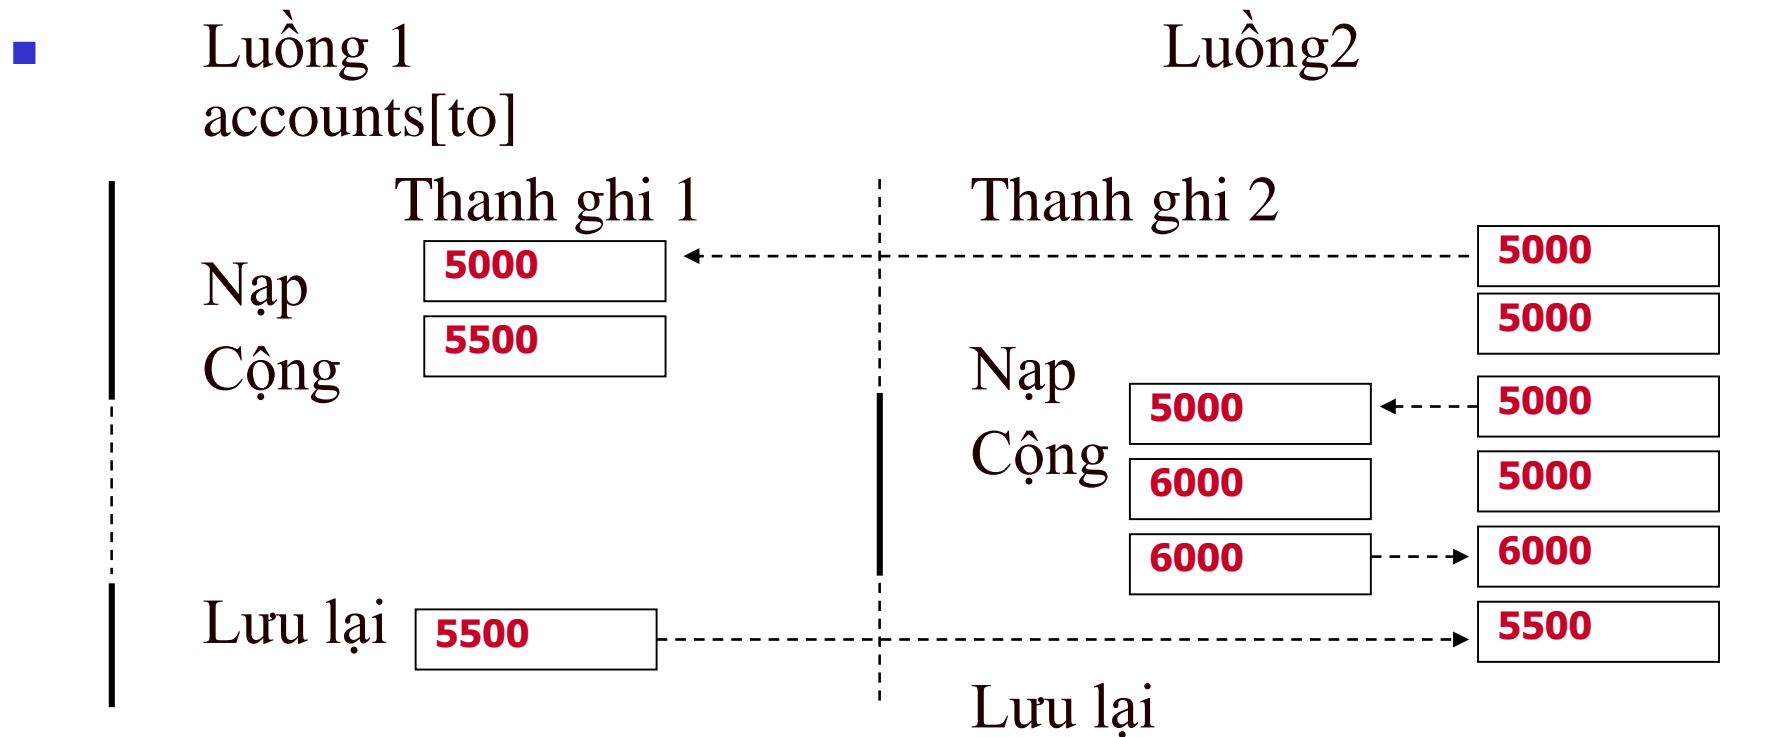 Luồng 1 Luồng2
accounts[to]
Thanh ghi 1 Thanh ghi 2
5000 5000
Nạp
5000
5500
Cộng Nạp
5000 5000
Cộng
6000 5000
6000 6000
Lưu lại 5500 5500
Lưu lại